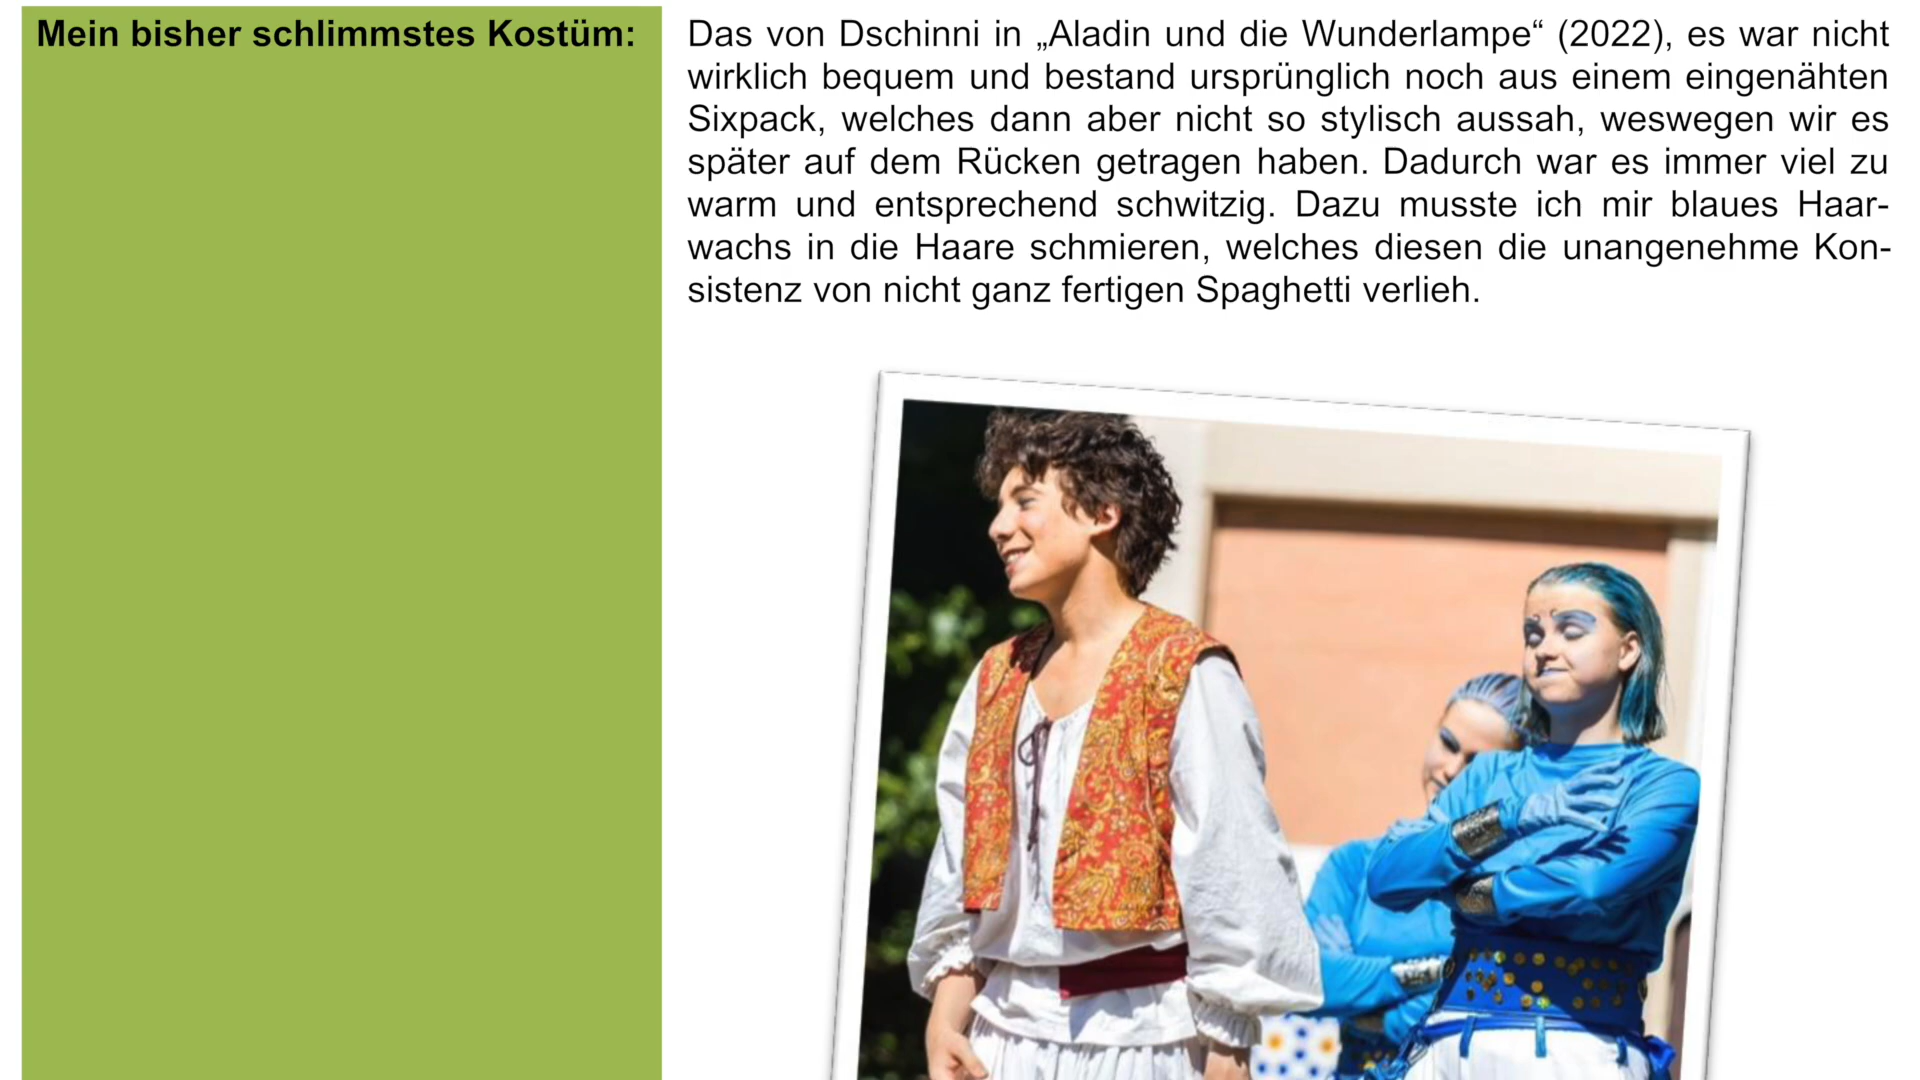 Mein bisher schlimmstes Kostüm:
Das von Dschinni in „Aladin und die Wunderlampe“ (2022), es war nicht
wirklich bequem und bestand ursprünglich noch aus einem eingenähten
Sixpack, welches dann aber nicht so stylisch aussah, weswegen wir es
später auf dem Rücken getragen haben. Dadurch war es immer viel zu
warm und entsprechend schwitzig. Dazu musste ich mir blaues Haar-
wachs in die Haare schmieren, welches diesen die unangenehme Kon-
sistenz von nicht ganz fertigen Spaghetti verlieh.